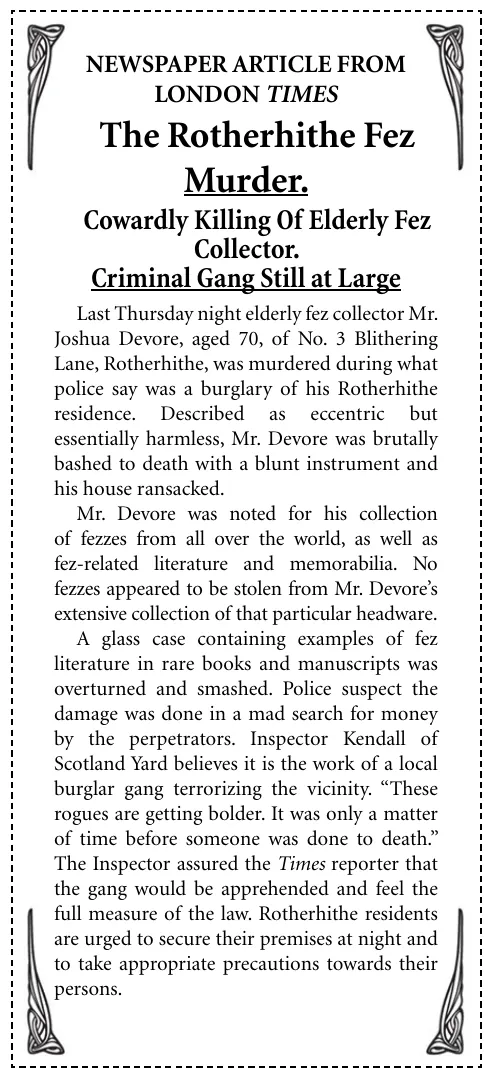 NEWSPAPER ARTICLE FROM
LONDON TIMES
The Rotherhithe Fez
Murder.
Cowardly Killing Of Elderly Fez
Collector.
Criminal Gang Still at Large
Last Thursday night elderly fez collector Mr.
Joshua Devore, aged 70, of No. 3 Blithering
Lane, Rotherhithe, was murdered during what
police say was a burglary of his Rotherhithe
residence. Described as eccentric but
essentially harmless, Mr. Devore was brutally
bashed to death with a blunt instrument and
his house ransacked.
Mr. Devore was noted for his collection
of fezzes from all over the world, as well as
fez-related literature and memorabilia. No
fezzes appeared to be stolen from Mr. Devore’s
extensive collection of that particular headware.
A glass case containing examples of fez
literature in rare books and manuscripts was
overturned and smashed. Police suspect the
damage was done in a mad search for money
by the perpetrators. Inspector Kendall of
Scotland Yard believes it is the work of a local
burglar gang terrorizing the vicinity. “These
rogues are getting bolder. It was only a matter
of time before someone was done to death.”
The Inspector assured the Times reporter that
the gang would be apprehended and feel the
full measure of the law. Rotherhithe residents
are urged to secure their premises at night and
to take appropriate precautions towards their
persons.